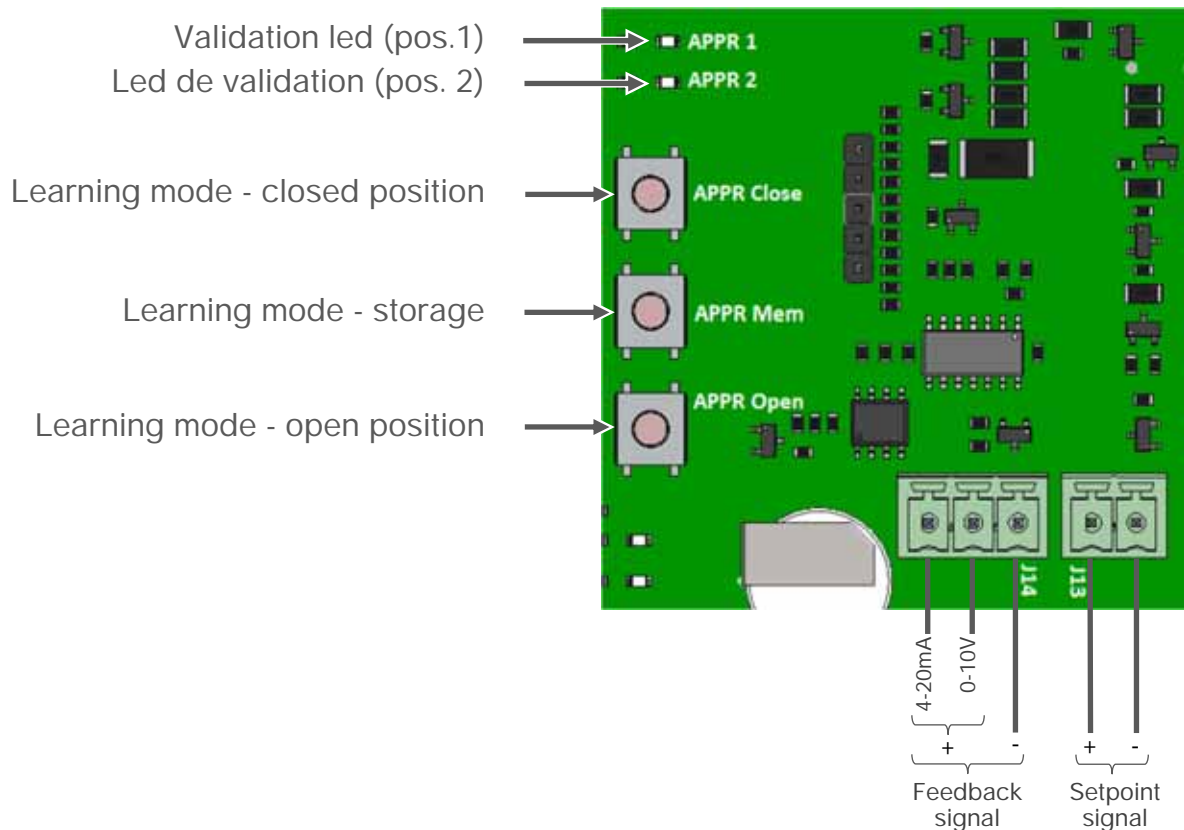 Validation led (pos.1)
APPR 1
Led de validation (pos. 2)
APPR 2
Learning mode - closed position
APPR Close
Learning mode - storage
APPR Mem
Learning mode - open position
APPR Open
J14
J13
4-20mA
0-10V
+
-
+
-
Feedback
signal
Setpoint
signal